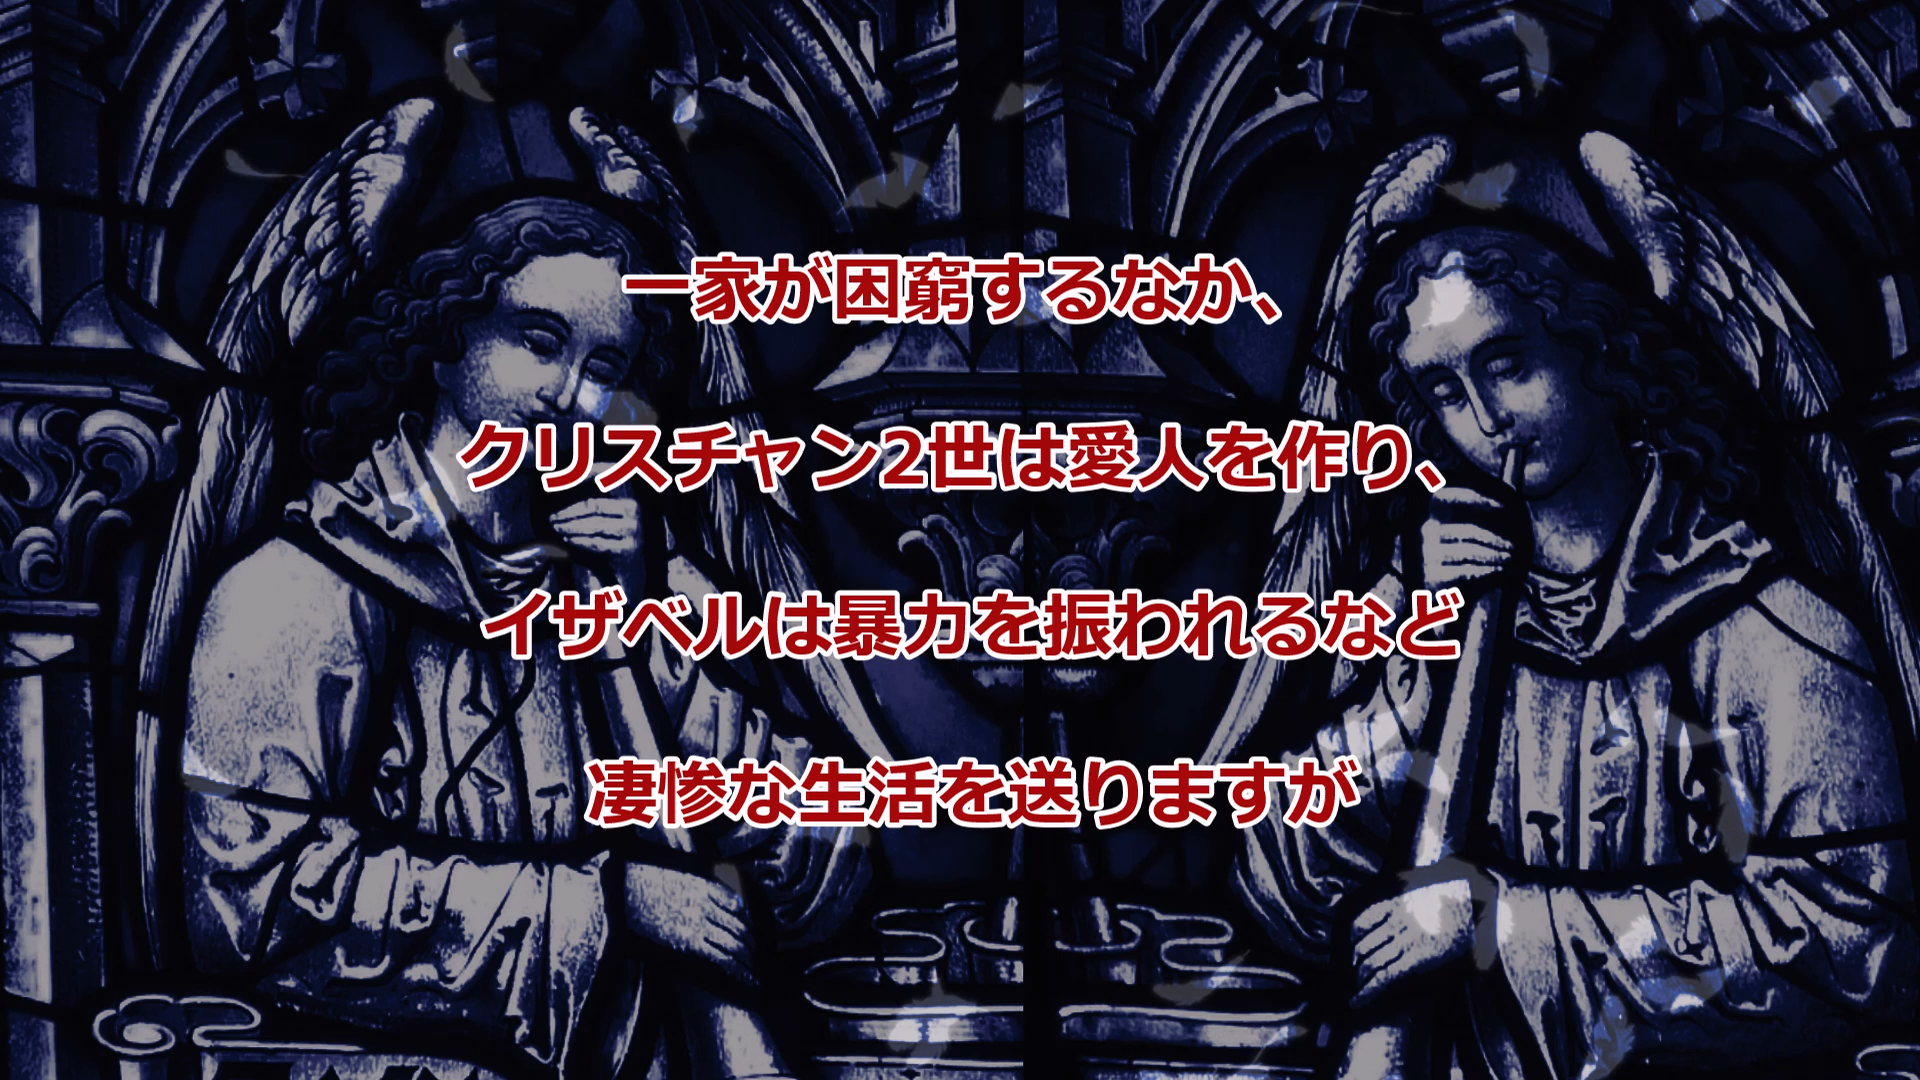 一家が困窮するなか、
クリスチャン2世は愛人を作り、
イザベルは暴力を振われるなど
凄惨な生活を送りますが